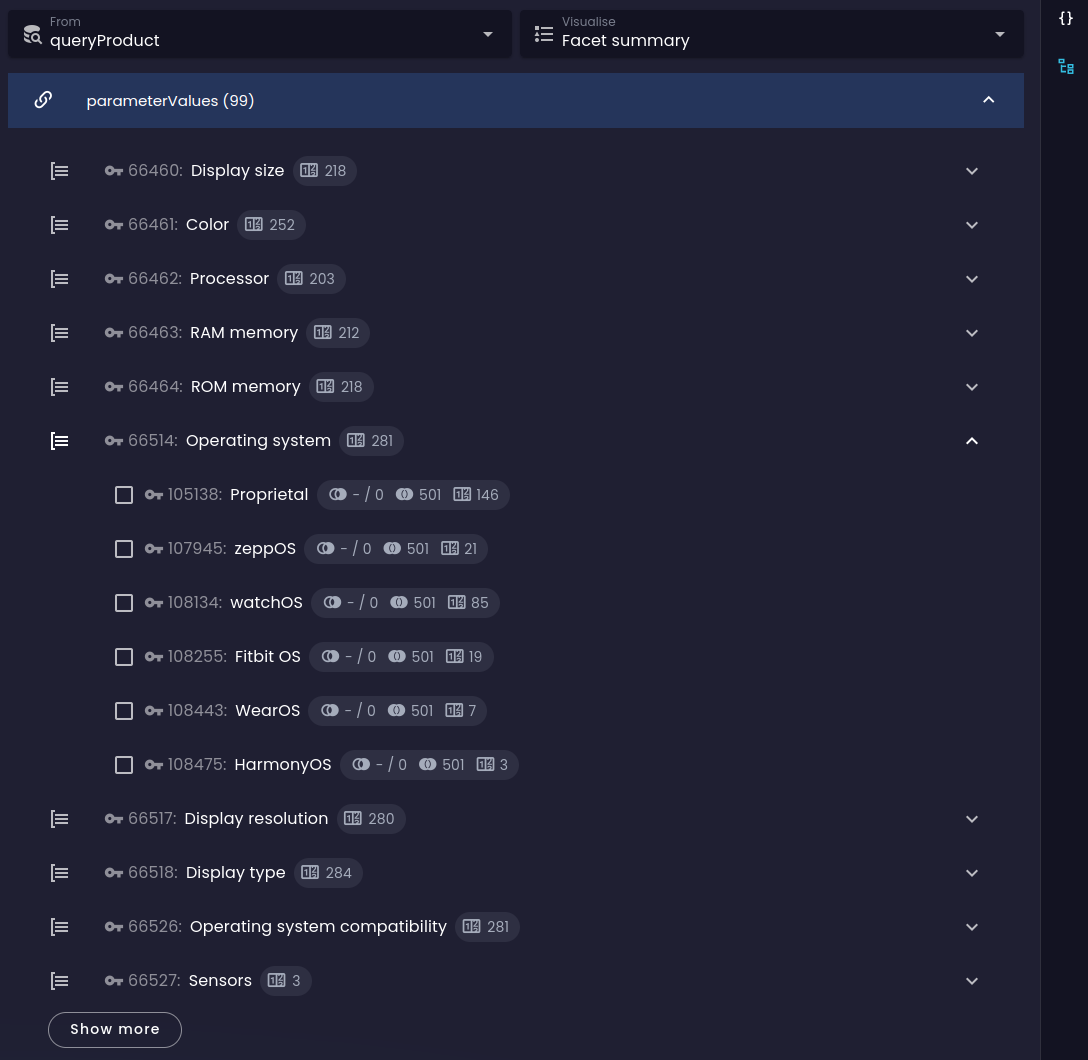 From
queryProduct
Visualise
Facet summary
{}
parameterValues (99)
66460: Display size 218
66461: Color 252
66462: Processor 203
66463: RAM memory 212
66464: ROM memory 218
66514: Operating system 281
105138: Proprietal - / 0 501 146
107945: zeppOS - / 0 501 21
108134: watchOS - / 0 501 85
108255: Fitbit OS - / 0 501 19
108443: WearOS - / 0 501 7
108475: HarmonyOS - / 0 501 3
66517: Display resolution 280
66518: Display type 284
66526: Operating system compatibility 281
66527: Sensors 3
Show more